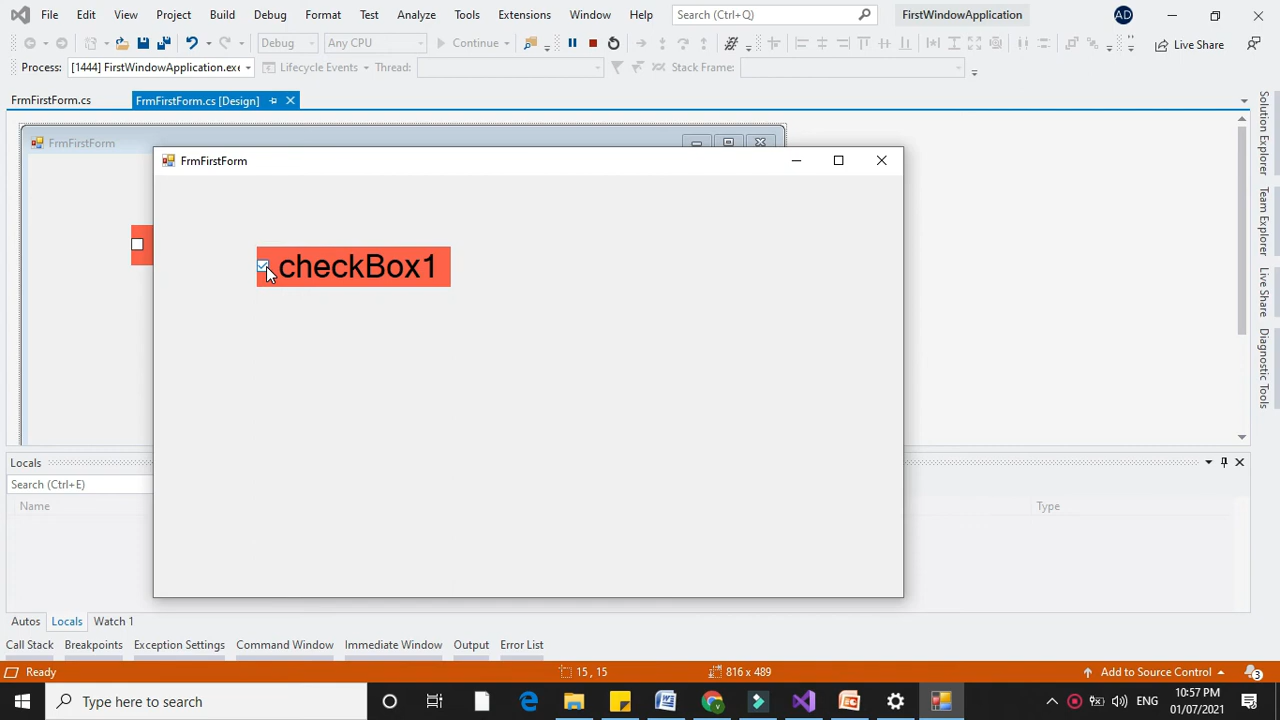 File Edit View Project Build Debug Format Test Analyze Tools Extensions Window Help Search (Ctrl+Q) FirstWindowApplication AD
Debug Any CPU Continue Live Share
Process: [1444] FirstWindowApplication.exe Lifecycle Events Thread: Stack Frame:
FrmFirstForm.cs FrmFirstForm.cs [Design]
FrmFirstForm
FrmFirstForm
checkBox1
Solution Explorer
Team Explorer
Live Share
Diagnostic Tools
Locals
Search (Ctrl+E)
Name Type
Autos Locals Watch 1
Call Stack Breakpoints Exception Settings Command Window Immediate Window Output Error List
Ready 15 , 15 816 x 489 Add to Source Control 3
Type here to search ENG 10:57 PM
01/07/2021